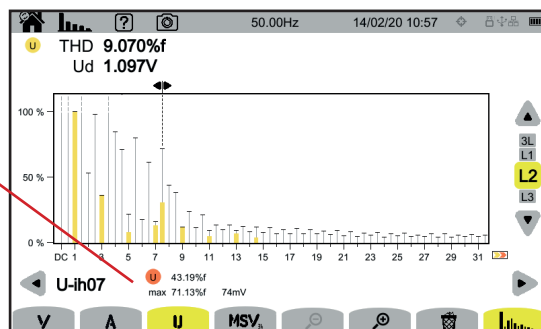 ? 50.00Hz 14/02/20 10:57
U THD 9.070%f
Ud 1.097V
100 %
50 %
0 %
DC 1 3 5 7 9 11 13 15 17 19 21 23 25 27 29 31
3L
L1
L2
L3
U-ih07
U 43.19%f
max 71.13%f 74mV
V A U MSV